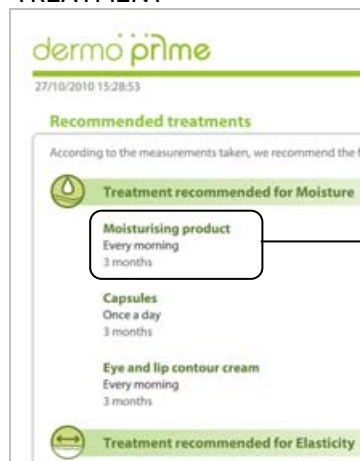 TREATMENT
dermo prime
27/10/2010 15:28:53
Recommended treatments
According to the measurements taken, we recommend the
Treatment recommended for Moisture
Moisturising product
Every morning
3 months
Capsules
Once a day
3 months
Eye and lip contour cream
Every morning
3 months
Treatment recommended for Elasticity